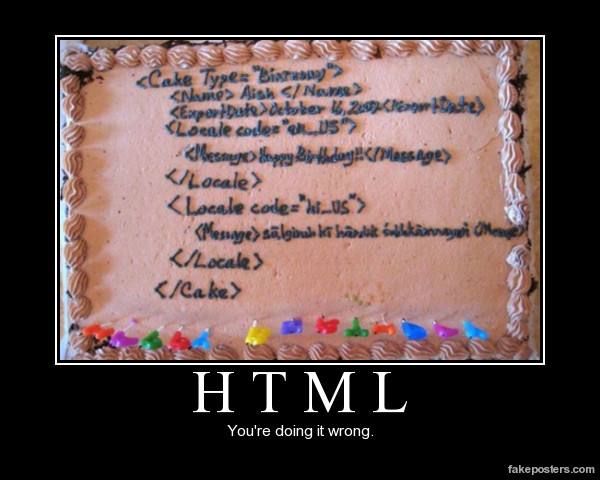 <Cake Type="Birthday">
<Name> Aish </Name>
<ExportDate>October 16, 2002</ExportDate>
<Locale code="en_US">
<Message>Happy Birthday!!</Message>
</Locale>
<Locale code="hi_US">
<Message> sālgirah kī hārdik </Message>
</Locale>
</Cake>
HTML
You're doing it wrong.
fakeposters.com